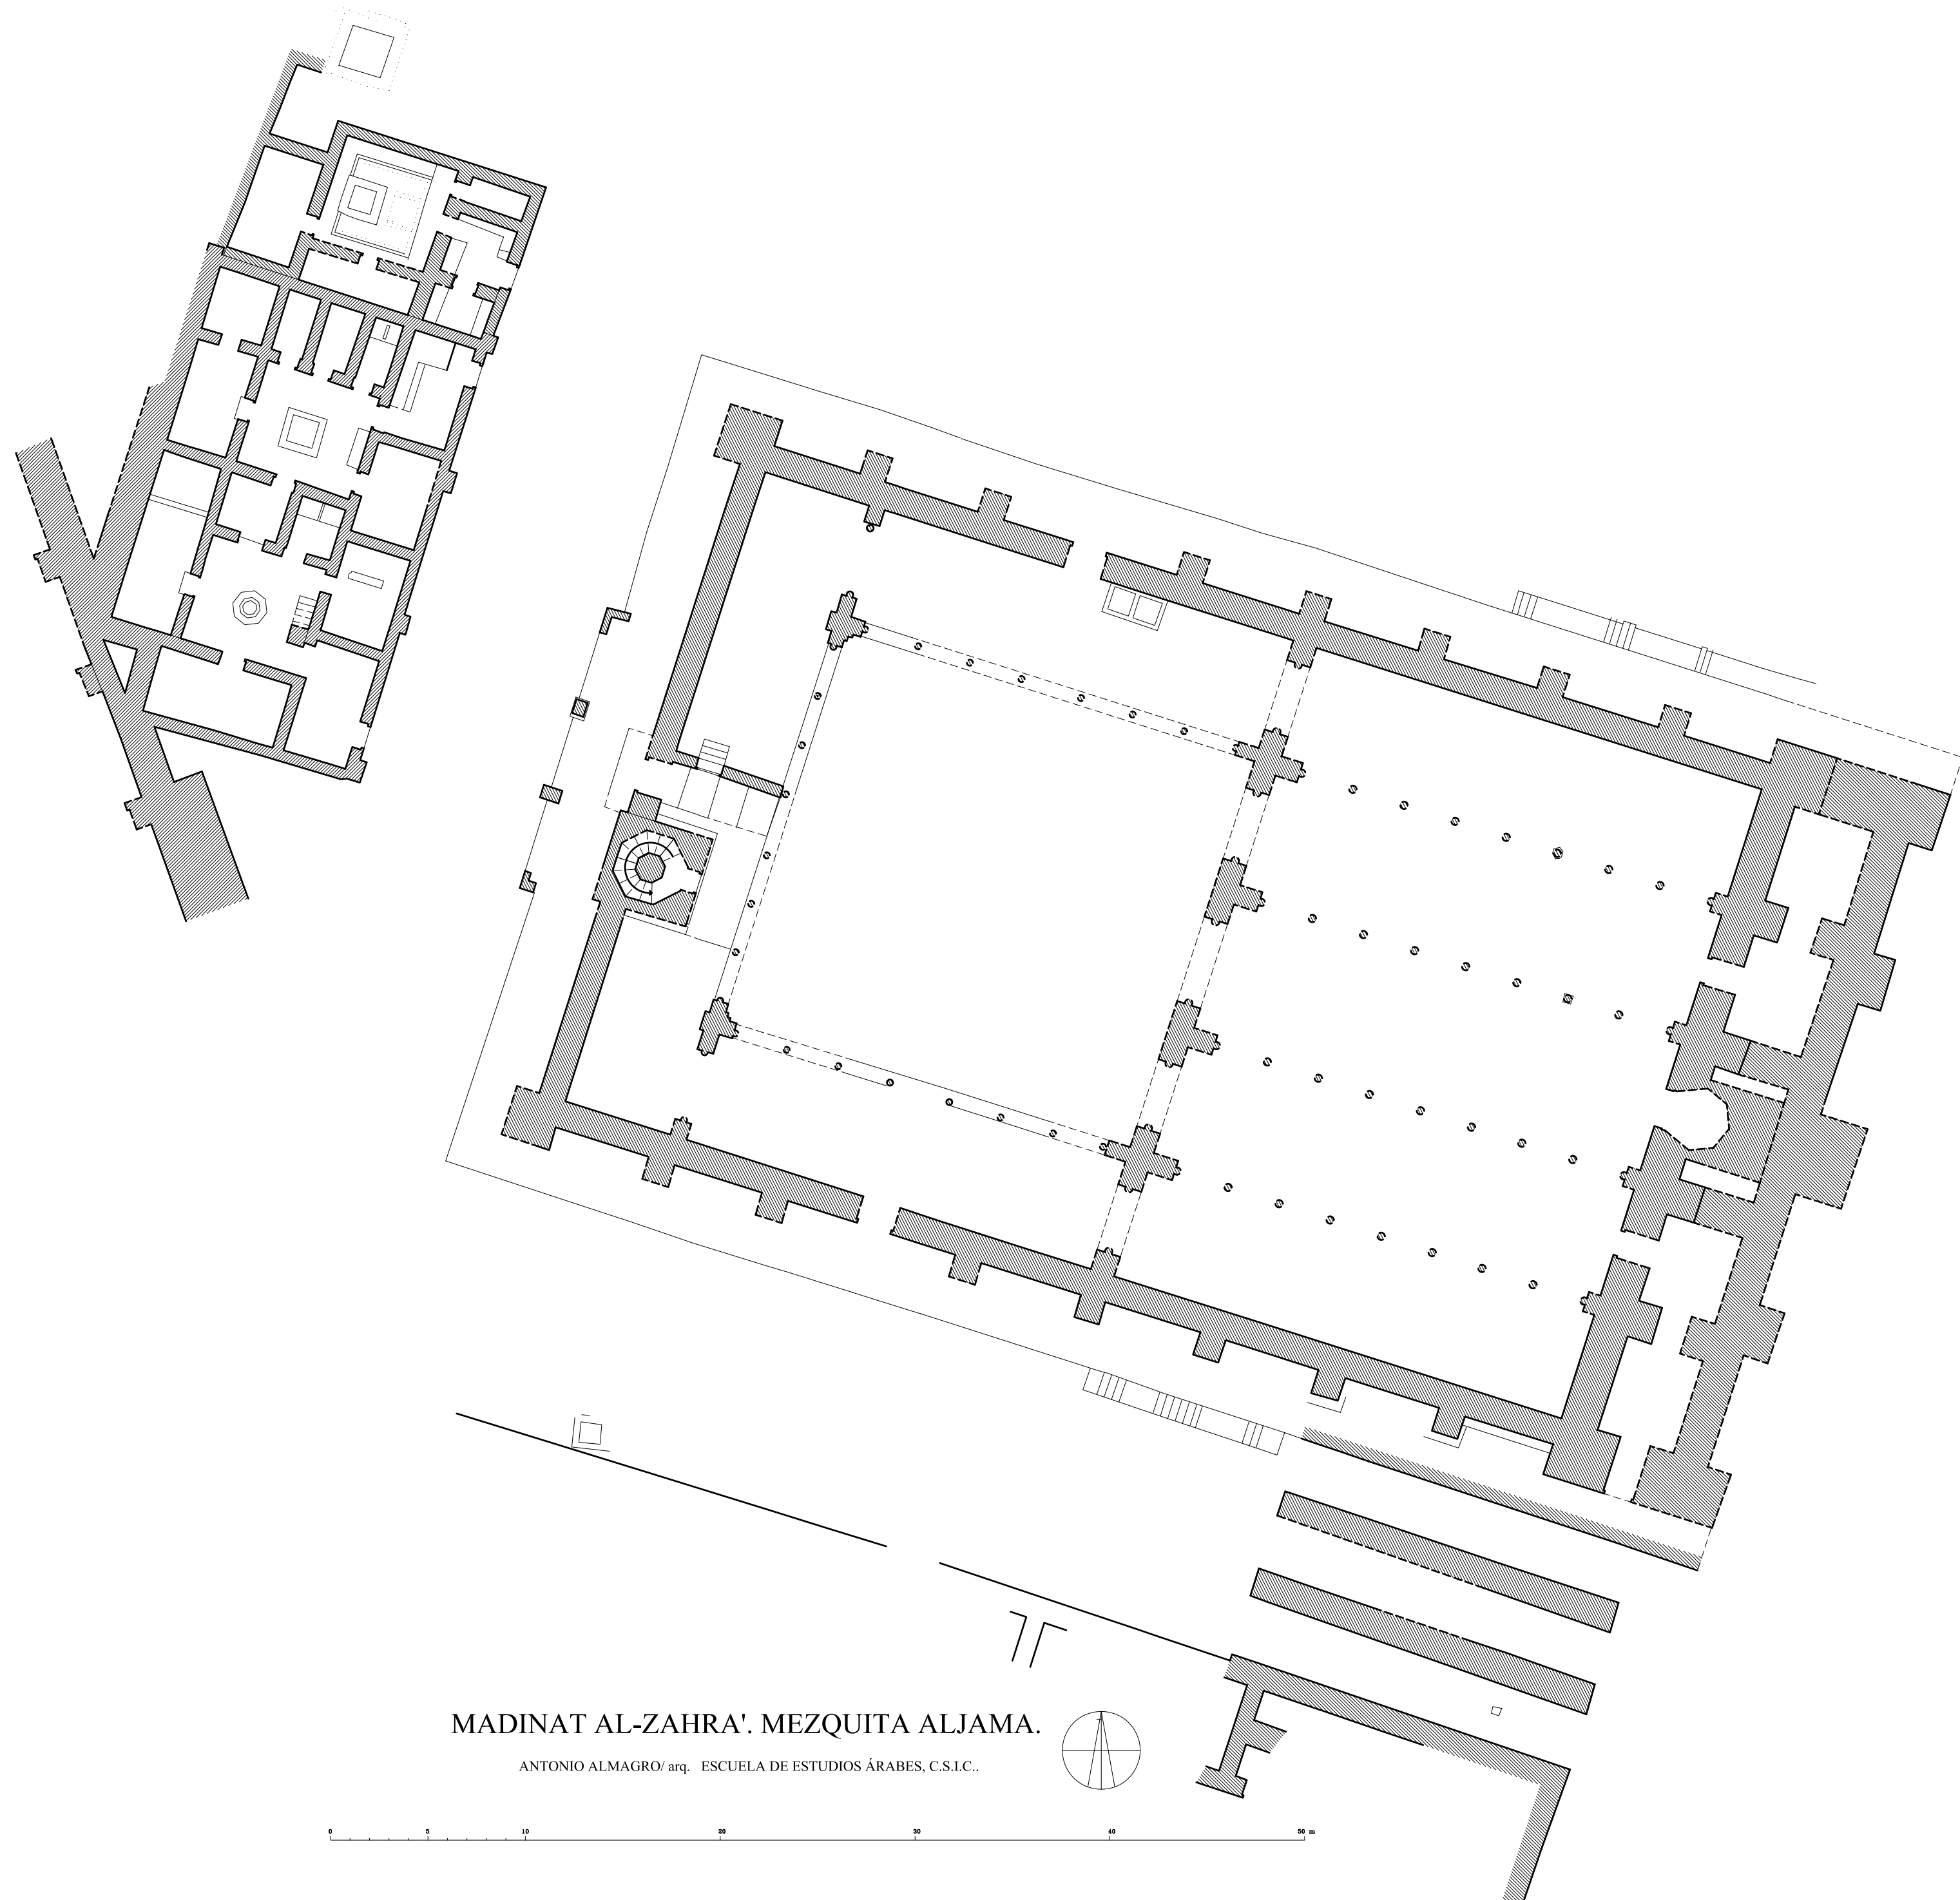 MADINAT AL-ZAHRA'. MEZQUITA ALJAMA.
ANTONIO ALMAGRO/ arq. ESCUELA DE ESTUDIOS ÁRABES, C.S.I.C..
0 5 10 20 30 40 50 m